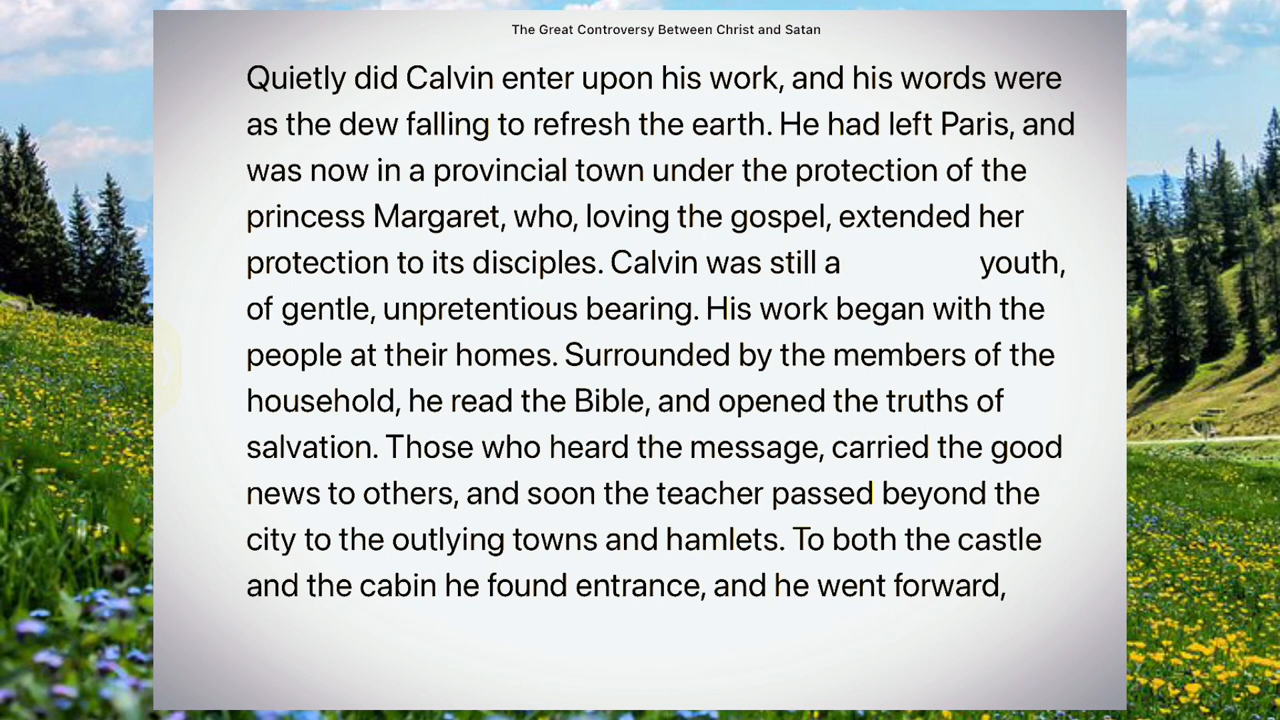 The Great Controversy Between Christ and Satan
Quietly did Calvin enter upon his work, and his words were
as the dew falling to refresh the earth. He had left Paris, and
was now in a provincial town under the protection of the
princess Margaret, who, loving the gospel, extended her
protection to its disciples. Calvin was still a youth,
of gentle, unpretentious bearing. His work began with the
people at their homes. Surrounded by the members of the
household, he read the Bible, and opened the truths of
salvation. Those who heard the message, carried the good
news to others, and soon the teacher passed beyond the
city to the outlying towns and hamlets. To both the castle
and the cabin he found entrance, and he went forward,